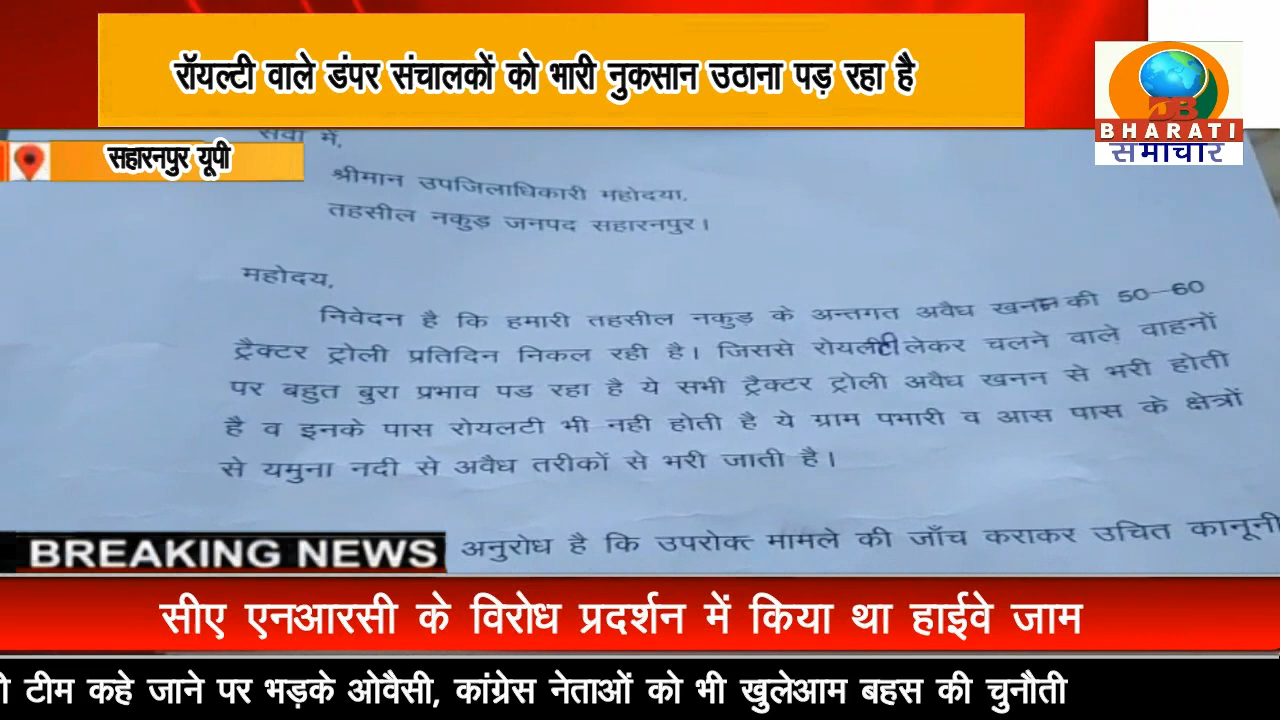 रॉयल्टी वाले डंपर संचालकों को भारी नुकसान उठाना पड़ रहा है
BHARATI
समाचार
सहारनपुर यूपी
सेवा में,
श्रीमान उपजिलाधिकारी महोदया,
तहसील नकुड़ जनपद सहारनपुर।
महोदय,
निवेदन है कि हमारी तहसील नकुड़ के अन्तगत अवैध खनन की 50-60
ट्रैक्टर ट्रोली प्रतिदिन निकल रही है। जिससे रोयलटी लेकर चलने वाले वाहनों
पर बहुत बुरा प्रभाव पड रहा है ये सभी ट्रैक्टर ट्रोली अवैध खनन से भरी होती
है व इनके पास रोयलटी भी नही होती है ये ग्राम पभारी व आस पास के क्षेत्रों
से यमुना नदी से अवैध तरीकों से भरी जाती है।
अनुरोध है कि उपरोक्त मामले की जाँच कराकर उचित कानूनी
BREAKING NEWS
सीए एनआरसी के विरोध प्रदर्शन में किया था हाईवे जाम
टीम कहे जाने पर भड़के ओवैसी, कांग्रेस नेताओं को भी खुलेआम बहस की चुनौती